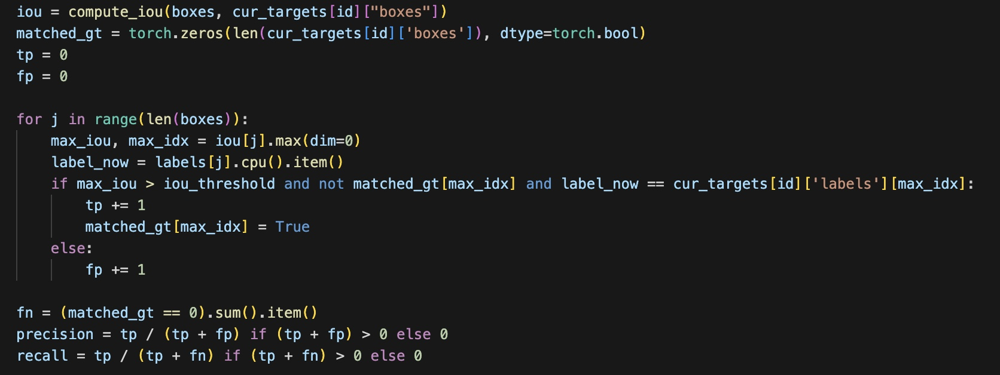 iou = compute_iou(boxes, cur_targets[id]["boxes"])
matched_gt = torch.zeros(len(cur_targets[id]['boxes']), dtype=torch.bool)
tp = 0
fp = 0

for j in range(len(boxes)):
    max_iou, max_idx = iou[j].max(dim=0)
    label_now = labels[j].cpu().item()
    if max_iou > iou_threshold and not matched_gt[max_idx] and label_now == cur_targets[id]['labels'][max_idx]:
        tp += 1
        matched_gt[max_idx] = True
    else:
        fp += 1

fn = (matched_gt == 0).sum().item()
precision = tp / (tp + fp) if (tp + fp) > 0 else 0
recall = tp / (tp + fn) if (tp + fn) > 0 else 0